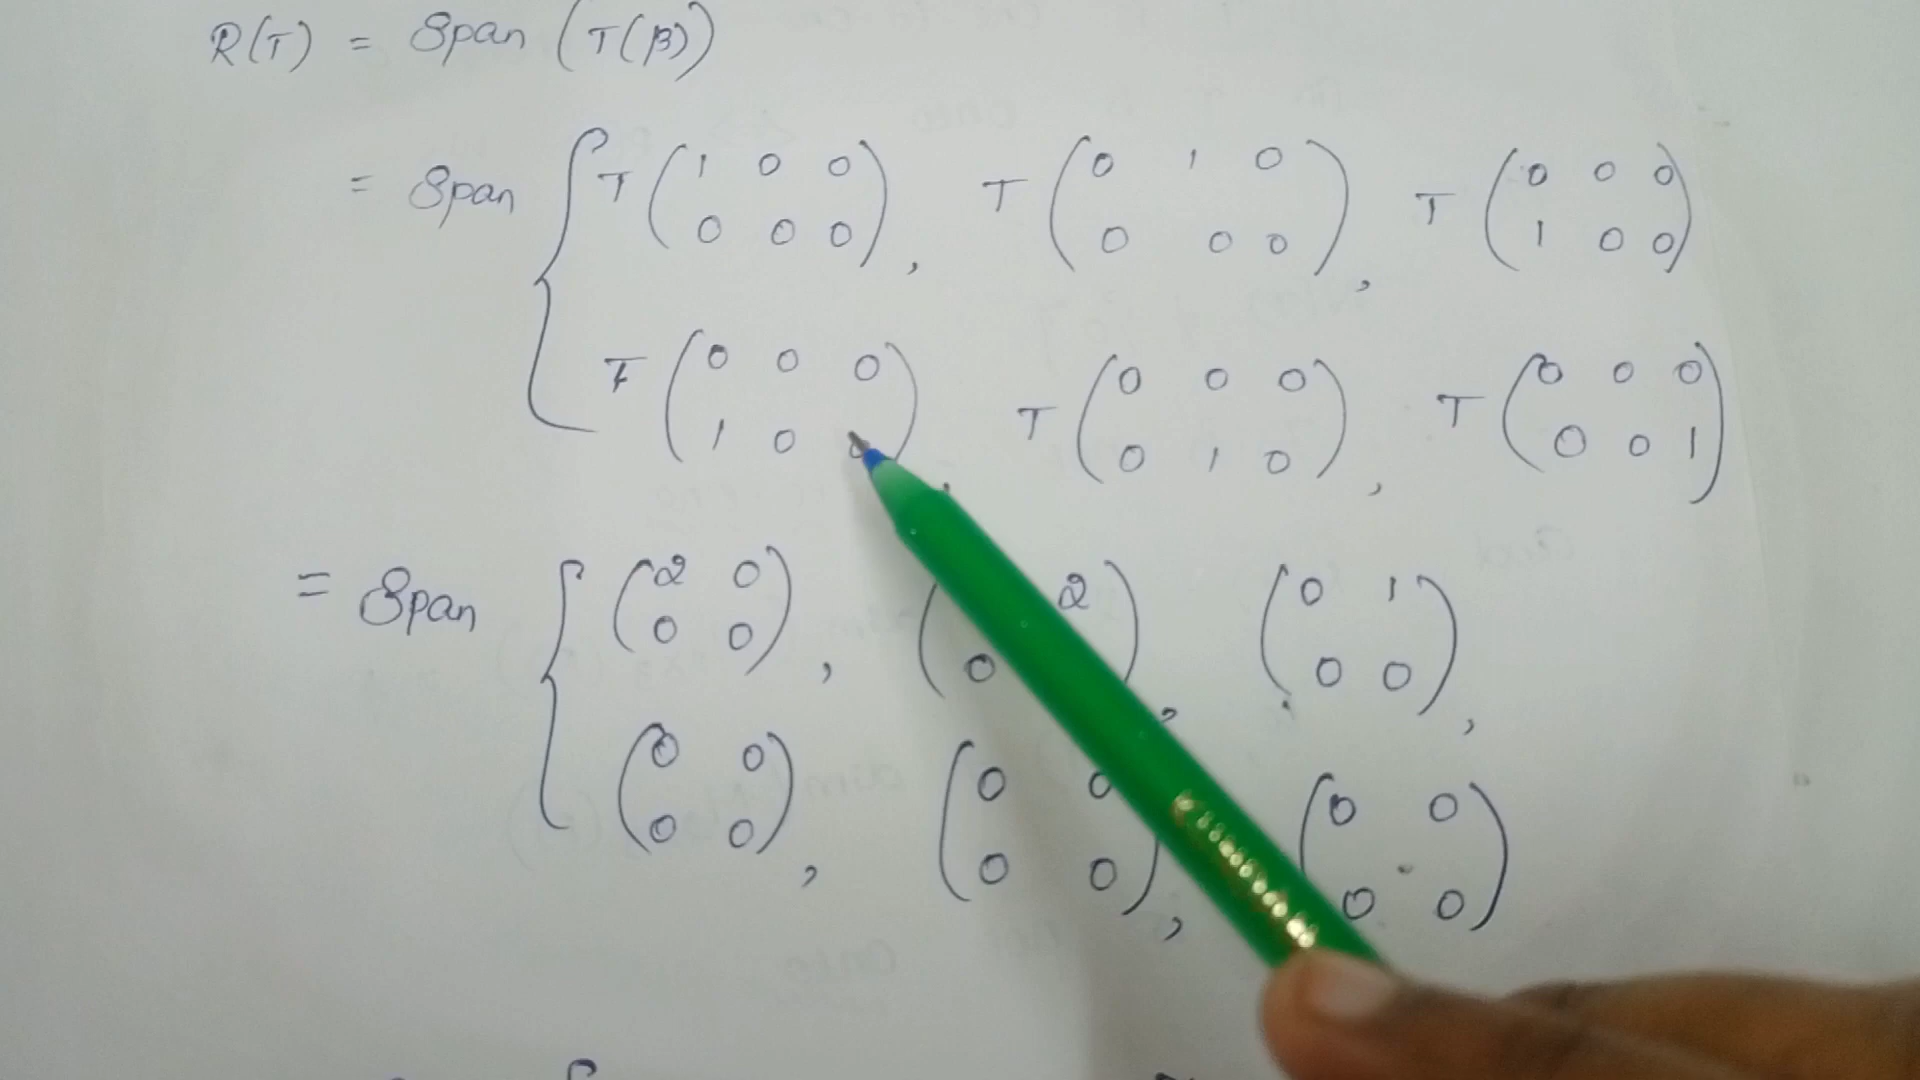 R(T) = Span (T(β))
= Span { T ( 1 0 0 ; 0 0 0 ) , T ( 0 1 0 ; 0 0 0 ) , T ( 0 0 0 ; 1 0 0 )
T ( 0 0 0 ; 1 0 0 ) , T ( 0 0 0 ; 0 1 0 ) , T ( 0 0 0 ; 0 0 1 )
= Span { ( 2 0 ; 0 0 ) , ( 2 ; 0 ) , ( 0 1 ; 0 0 ) ,
( 0 0 ; 0 0 ) , ( 0 0 ; 0 0 ) , ( 0 0 ; 0 0 )